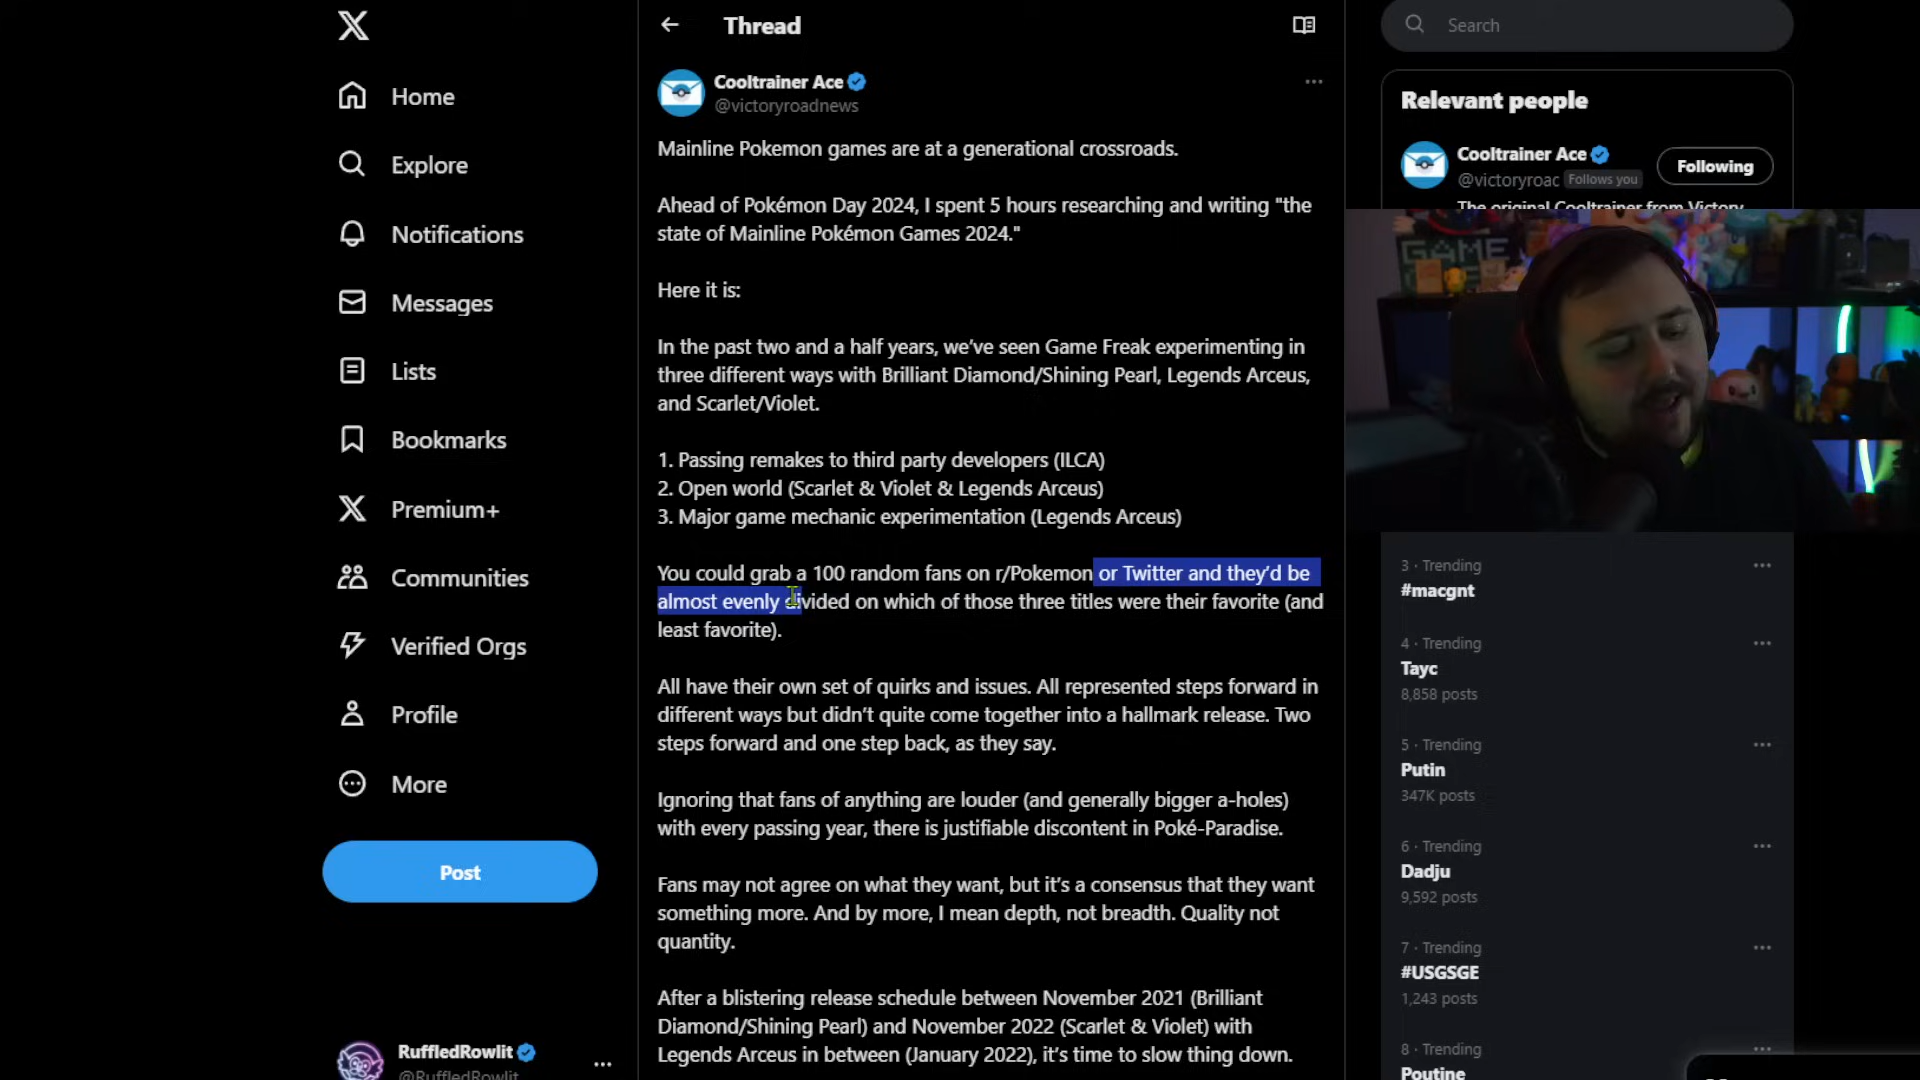 Home
Explore
Notifications
Messages
Lists
Bookmarks
Premium+
Communities
Verified Orgs
Profile
More
Post
RuffledRowlit
@RuffledRowlit
Thread
Cooltrainer Ace
@victoryroadnews
Mainline Pokemon games are at a generational crossroads.
Ahead of Pokémon Day 2024, I spent 5 hours researching and writing "the
state of Mainline Pokémon Games 2024."
Here it is:
In the past two and a half years, we've seen Game Freak experimenting in
three different ways with Brilliant Diamond/Shining Pearl, Legends Arceus,
and Scarlet/Violet.
1. Passing remakes to third party developers (ILCA)
2. Open world (Scarlet & Violet & Legends Arceus)
3. Major game mechanic experimentation (Legends Arceus)
You could grab a 100 random fans on r/Pokemon or Twitter and they'd be
almost evenly divided on which of those three titles were their favorite (and
least favorite).
All have their own set of quirks and issues. All represented steps forward in
different ways but didn't quite come together into a hallmark release. Two
steps forward and one step back, as they say.
Ignoring that fans of anything are louder (and generally bigger a-holes)
with every passing year, there is justifiable discontent in Poké-Paradise.
Fans may not agree on what they want, but it's a consensus that they want
something more. And by more, I mean depth, not breadth. Quality not
quantity.
After a blistering release schedule between November 2021 (Brilliant
Diamond/Shining Pearl) and November 2022 (Scarlet & Violet) with
Legends Arceus in between (January 2022), it's time to slow thing down.
Search
Relevant people
Cooltrainer Ace
@victoryroac Follows you
Following
The original Cooltrainer from Victory
GAME
3 · Trending
#macgnt
4 · Trending
Tayc
8,858 posts
5 · Trending
Putin
347K posts
6 · Trending
Dadju
9,592 posts
7 · Trending
#USGSGE
1,243 posts
8 · Trending
Poutine